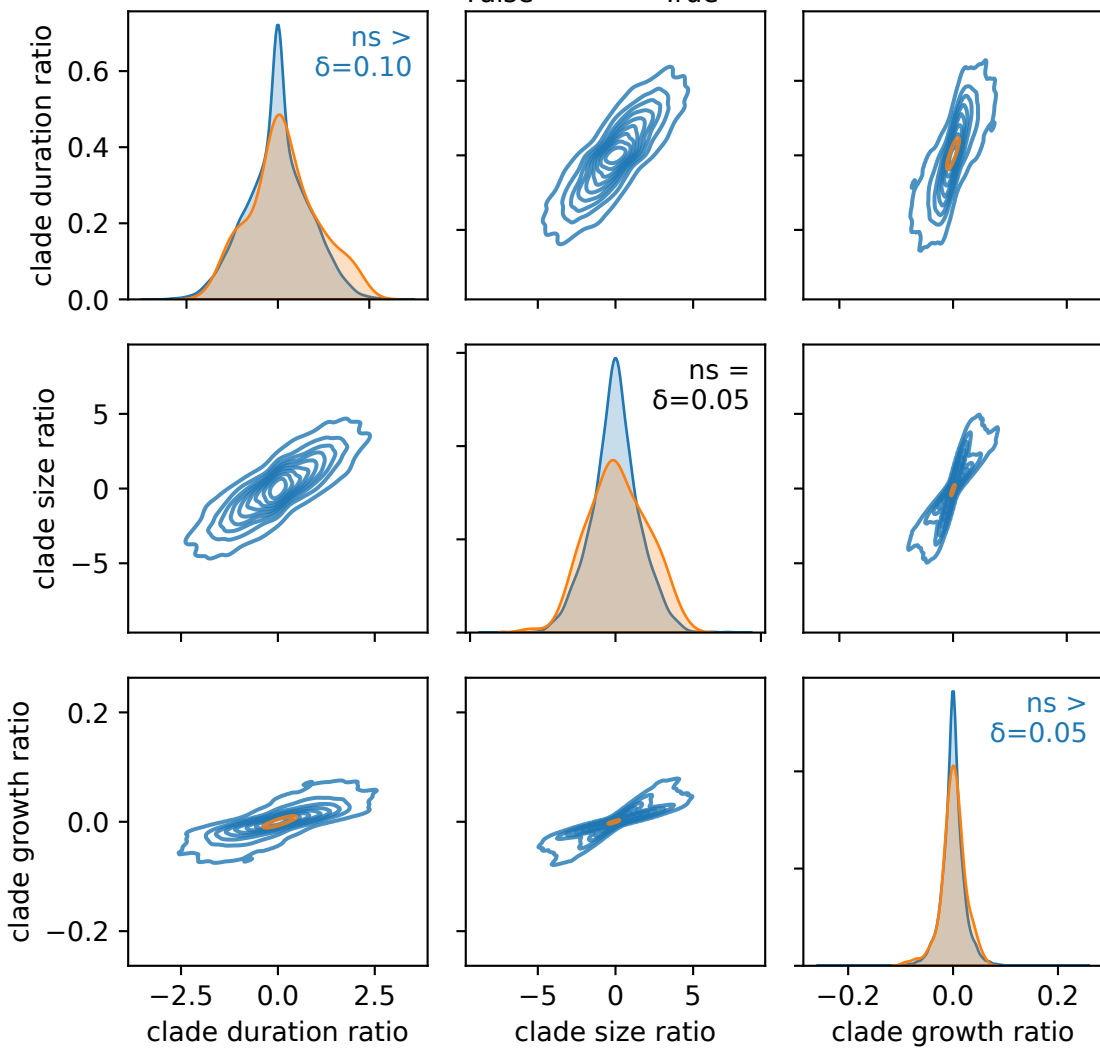 0.6
0.4
0.2
0.0
clade duration ratio
ns >
δ=0.10
5
0
−5
clade size ratio
ns =
δ=0.05
0.2
0.0
−0.2
clade growth ratio
ns >
δ=0.05
−2.5 0.0 2.5
−5 0 5
−0.2 0.0 0.2
clade duration ratio
clade size ratio
clade growth ratio